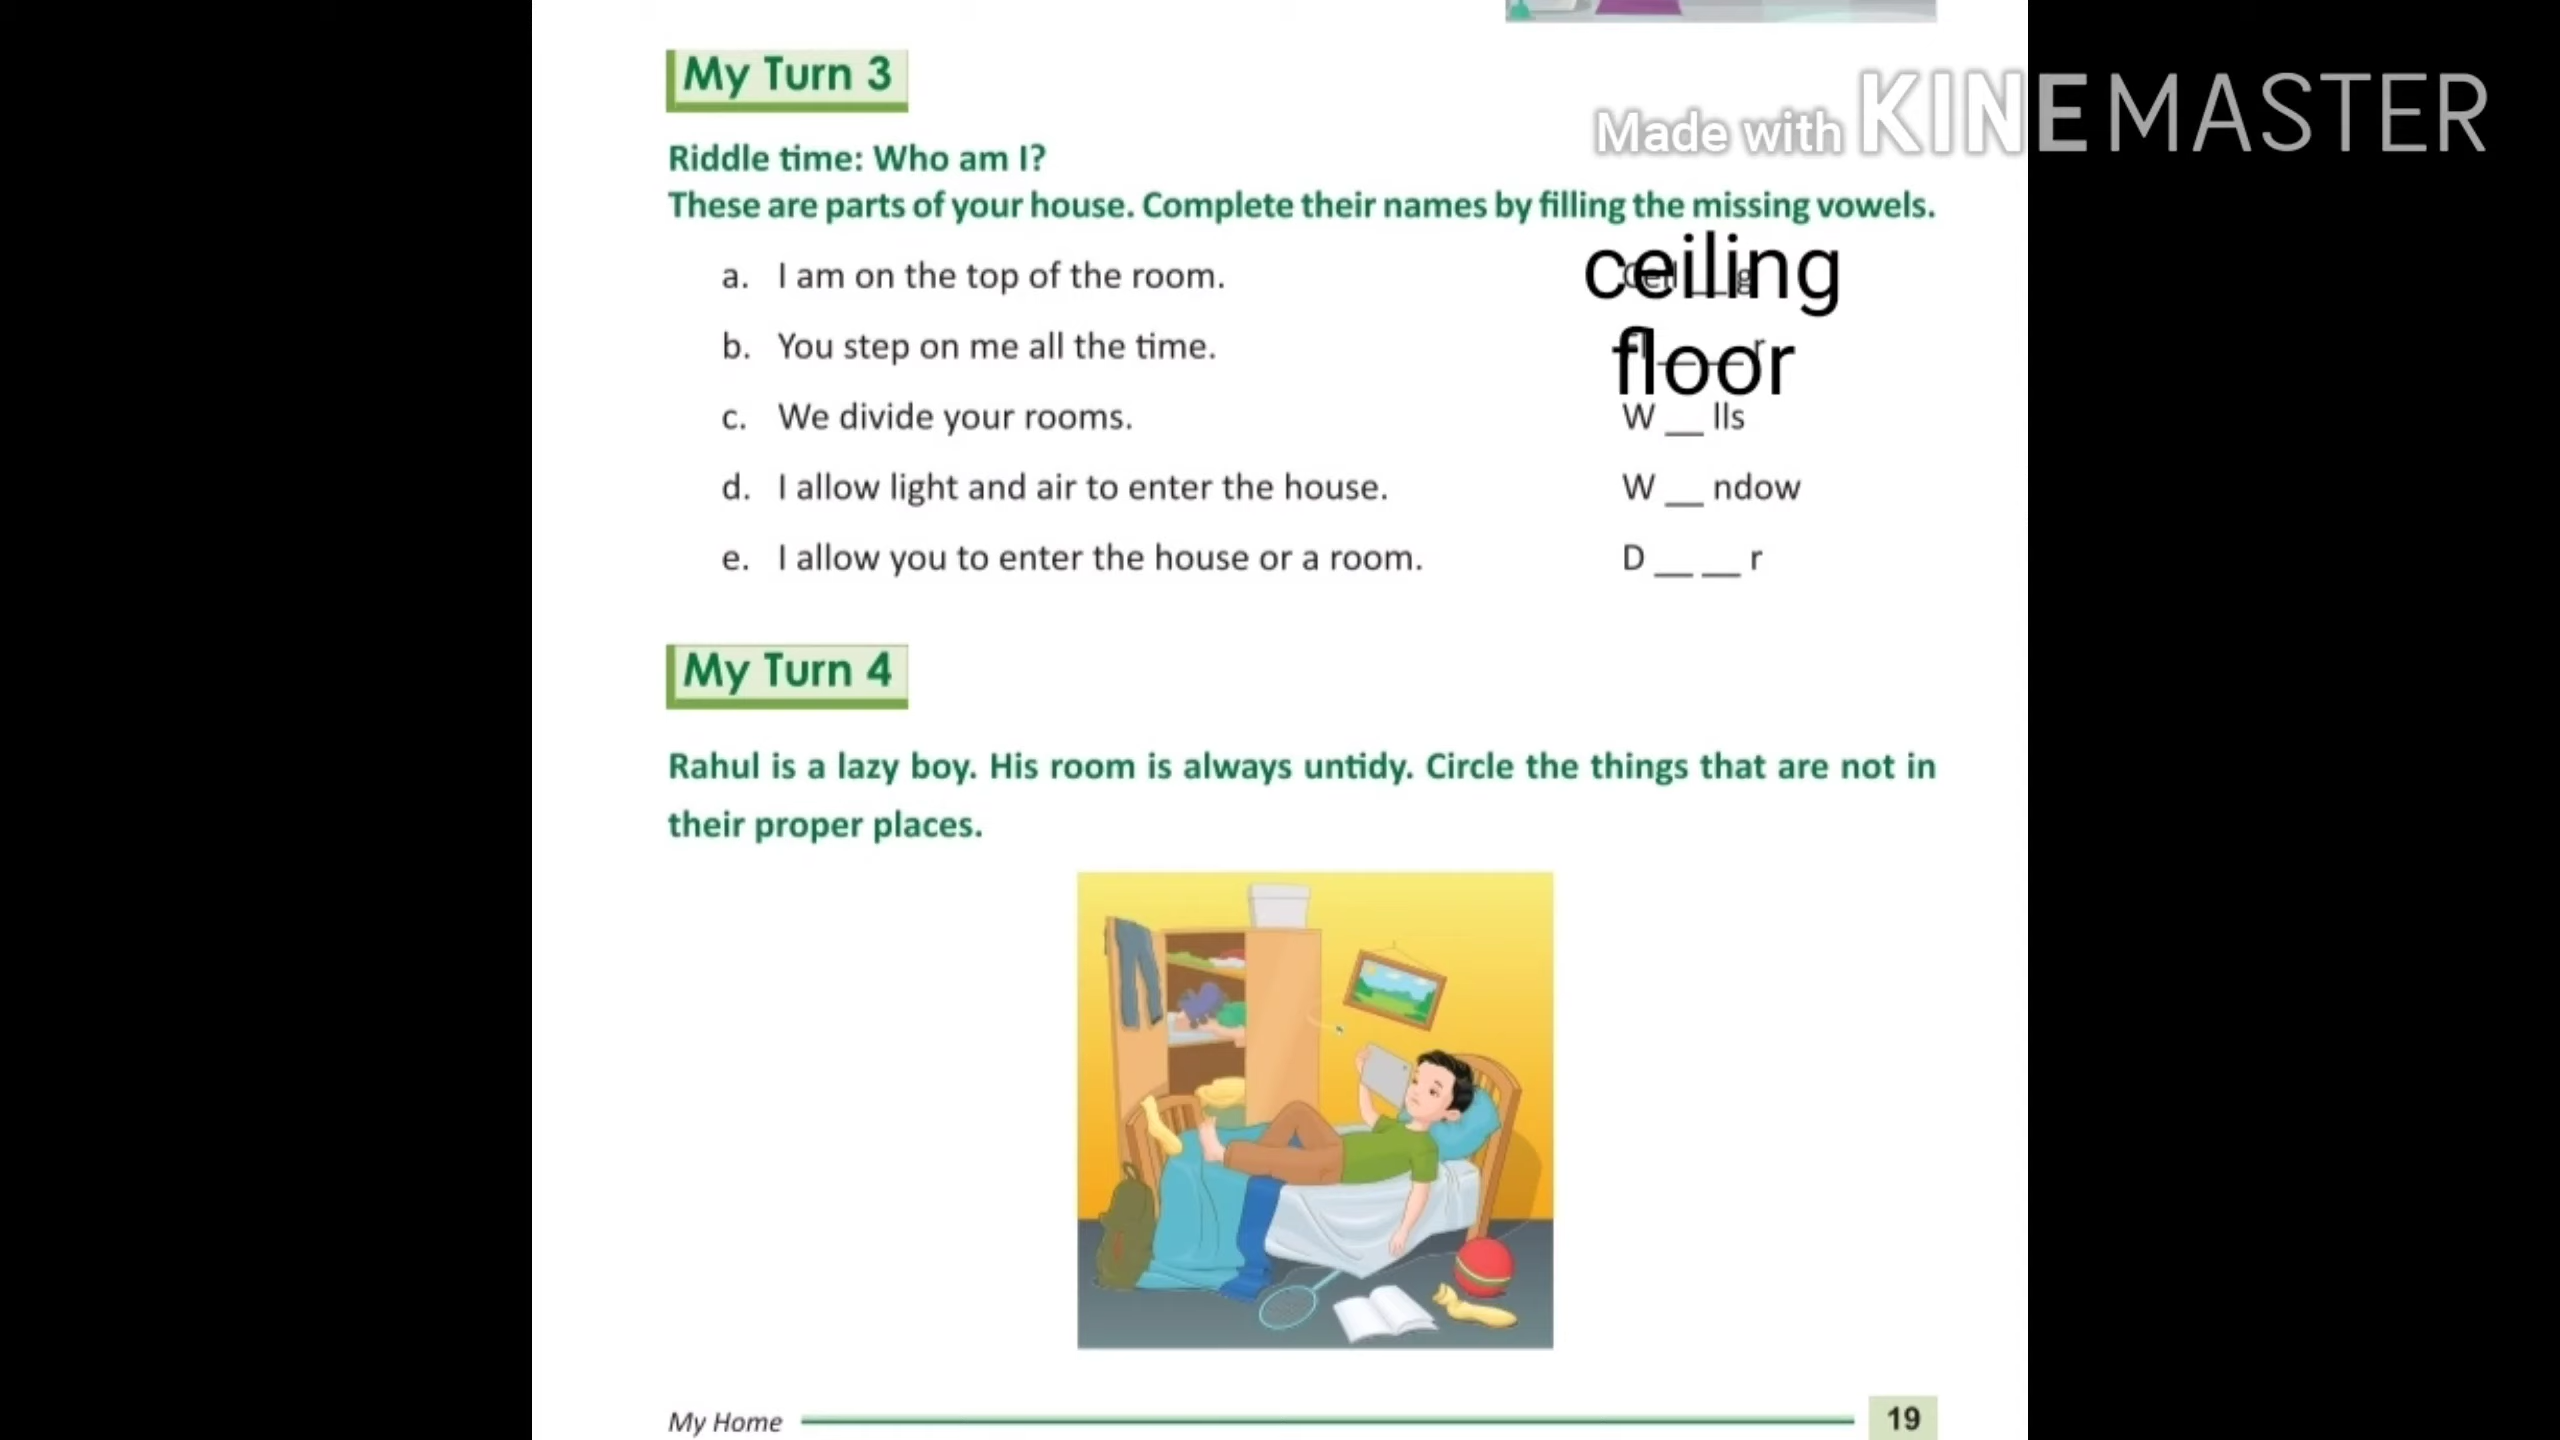 My Turn 3
Made with KINEMASTER
Riddle time: Who am I?
These are parts of your house. Complete their names by filling the missing vowels.
a. I am on the top of the room. ceiling
b. You step on me all the time. floor
c. We divide your rooms. W __ lls
d. I allow light and air to enter the house. W __ ndow
e. I allow you to enter the house or a room. D __ __ r
My Turn 4
Rahul is a lazy boy. His room is always untidy. Circle the things that are not in
their proper places.
My Home 19